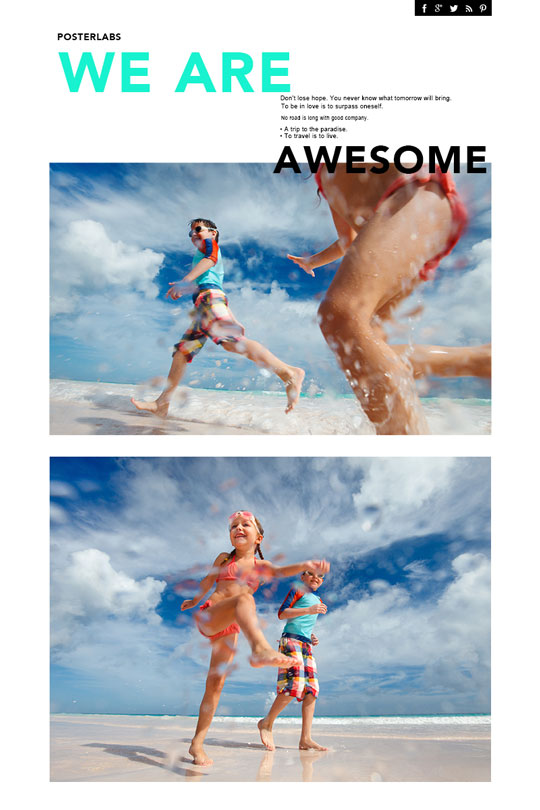 POSTERLABS
WE ARE
Don't lose hope. You never know what tomorrow will bring.
To be in love is to surpass oneself.
No road is long with good company.
• A trip to the paradise.
• To travel is to live.
AWESOME